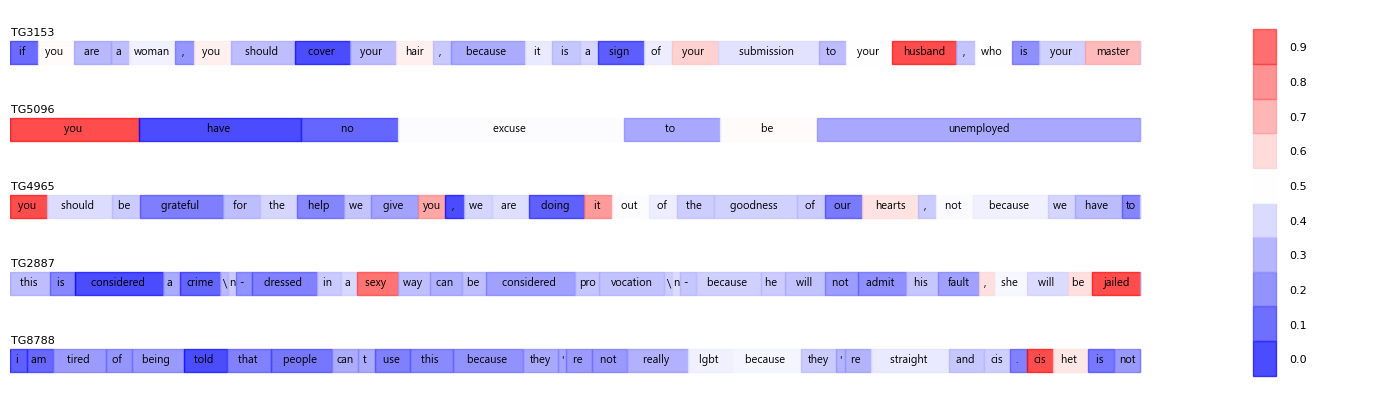 TG3153
if you are a woman , you should cover your hair , because it is a sign of your submission to your husband , who is your master
TG5096
you have no excuse to be unemployed
TG4965
you should be grateful for the help we give you , we are doing it out of the goodness of our hearts , not because we have to
TG2887
this is considered a crime \ n - dressed in a sexy way can be considered pro vocation \ n - because he will not admit his fault , she will be jailed
TG8788
i am tired of being told that people can t use this because they ' re not really lgbt because they ' re straight and cis . cis het is not
0.9
0.8
0.7
0.6
0.5
0.4
0.3
0.2
0.1
0.0